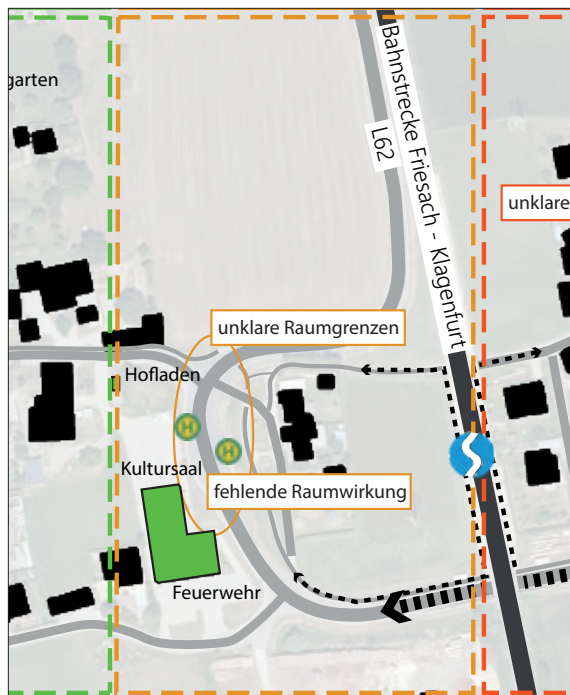 garten
Bahnstrecke Friesach - Klagenfurt
L62
unklare
unklare Raumgrenzen
Hofladen
H
H
Kultursaal
fehlende Raumwirkung
Feuerwehr